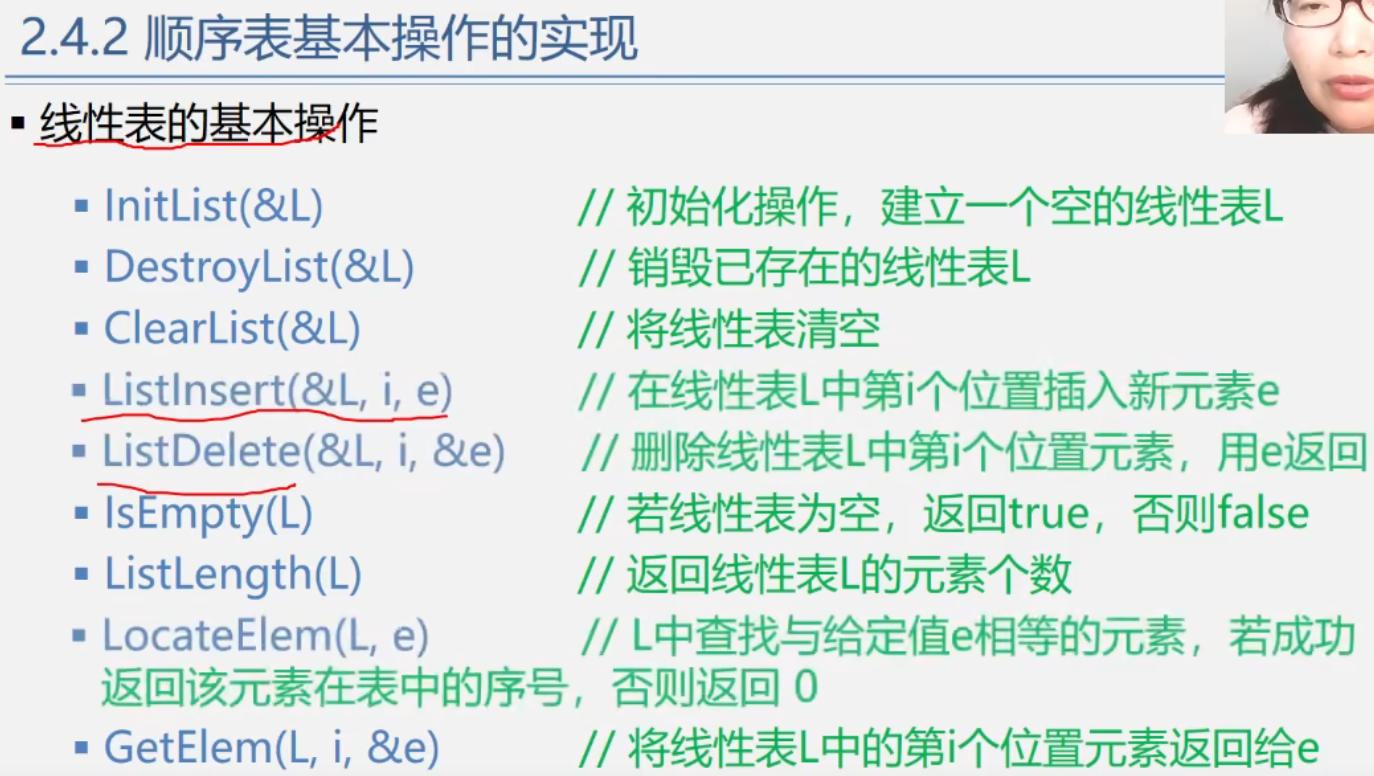 2.4.2 顺序表基本操作的实现
▪ 线性表的基本操作
▪ InitList(&L) // 初始化操作，建立一个空的线性表L
▪ DestroyList(&L) // 销毁已存在的线性表L
▪ ClearList(&L) // 将线性表清空
▪ ListInsert(&L, i, e) // 在线性表L中第i个位置插入新元素e
▪ ListDelete(&L, i, &e) // 删除线性表L中第i个位置元素，用e返回
▪ IsEmpty(L) // 若线性表为空，返回true，否则false
▪ ListLength(L) // 返回线性表L的元素个数
▪ LocateElem(L, e) // L中查找与给定值e相等的元素，若成功
返回该元素在表中的序号，否则返回 0
▪ GetElem(L, i, &e) // 将线性表L中的第i个位置元素返回给e